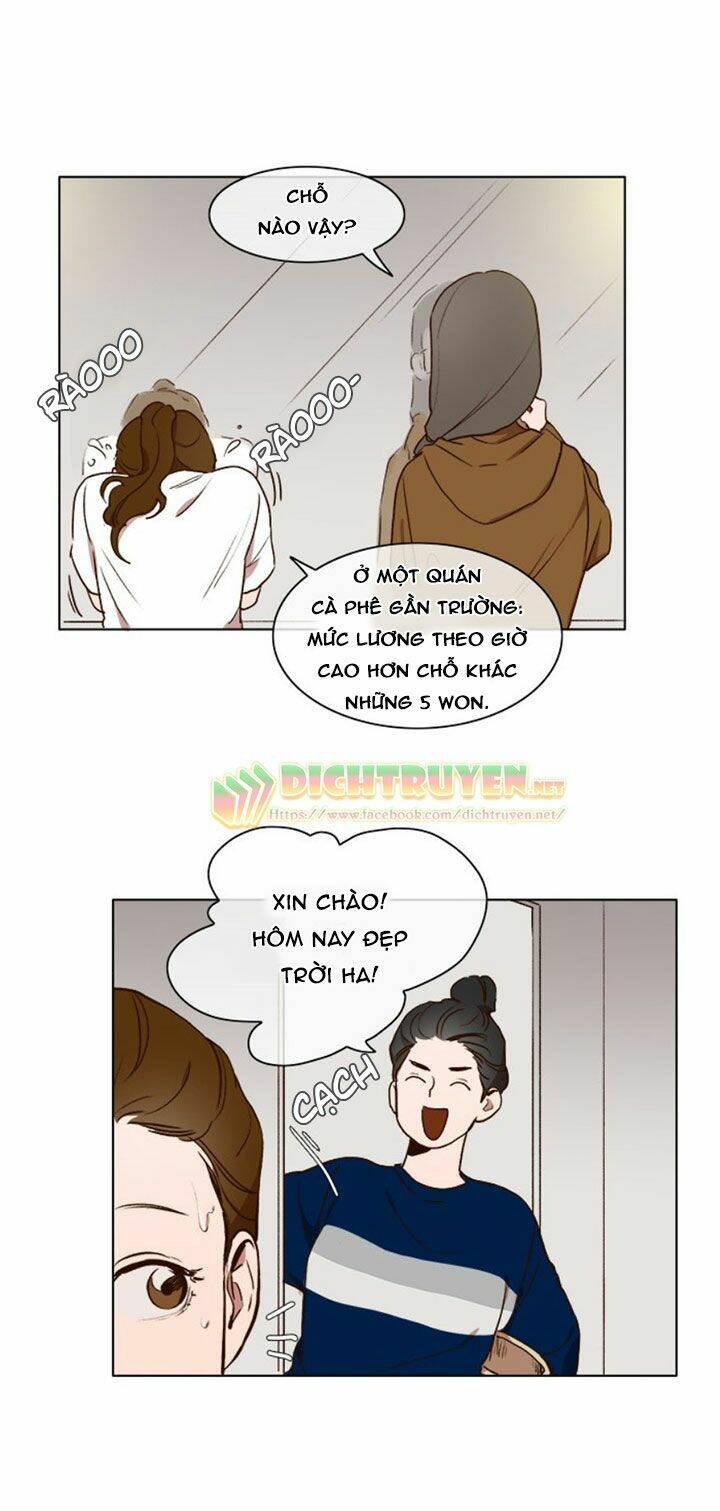 CHỖ
NÀO VẬY?
RÀOOO
RÀOOO-
Ở MỘT QUÁN
CÀ PHÊ GẦN TRƯỜNG:
MỨC LƯƠNG THEO GIỜ
CAO HƠN CHỖ KHÁC
NHỮNG 5 WON.
DICHTRUYEN.NET
Https://www.facebook.com/dichtruyen.net/
XIN CHÀO!
HÔM NAY ĐẸP
TRỜI HA!
CẠCH